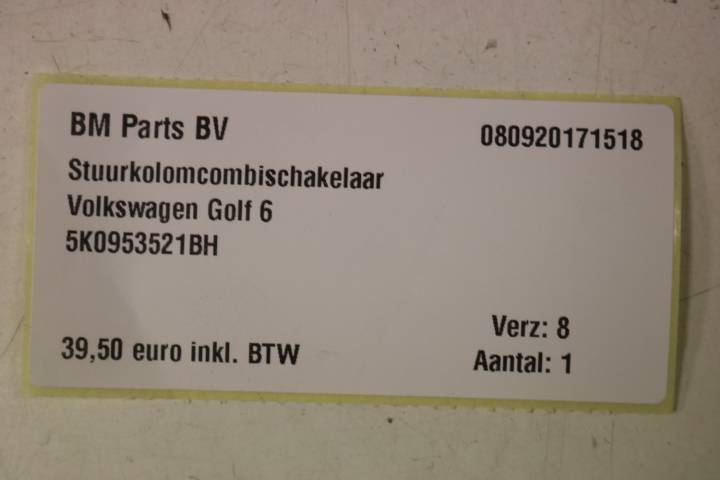 BM Parts BV 080920171518
Stuurkolomcombischakelaar
Volkswagen Golf 6
5K0953521BH
Verz: 8
39,50 euro inkl. BTW Aantal: 1